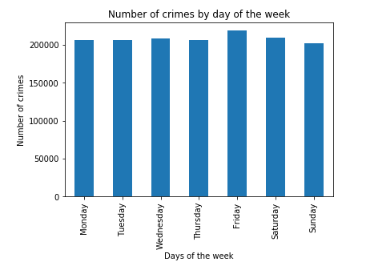 Number of crimes by day of the week
Number of crimes
200000
150000
100000
50000
0
Monday
Tuesday
Wednesday
Thursday
Friday
Saturday
Sunday
Days of the week